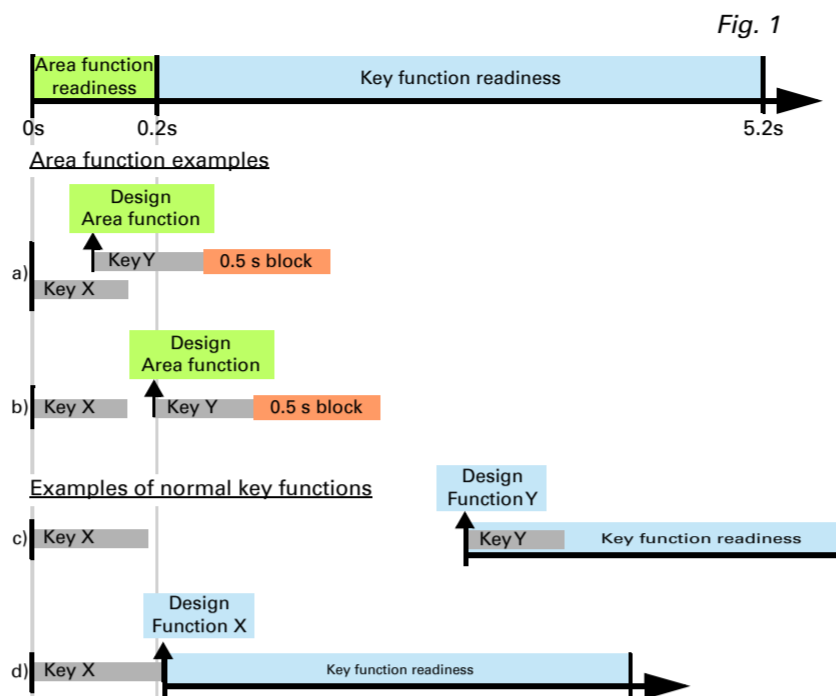 Fig. 1
Area function
readiness
Key function readiness
0s
0.2s
5.2s
Area function examples
Design
Area function
Key Y
0.5 s block
a)
Key X
Design
Area function
b)
Key X
Key Y
0.5 s block
Examples of normal key functions
Design
Function Y
c)
Key X
Key Y
Key function readiness
Design
Function X
d)
Key X
Key function readiness